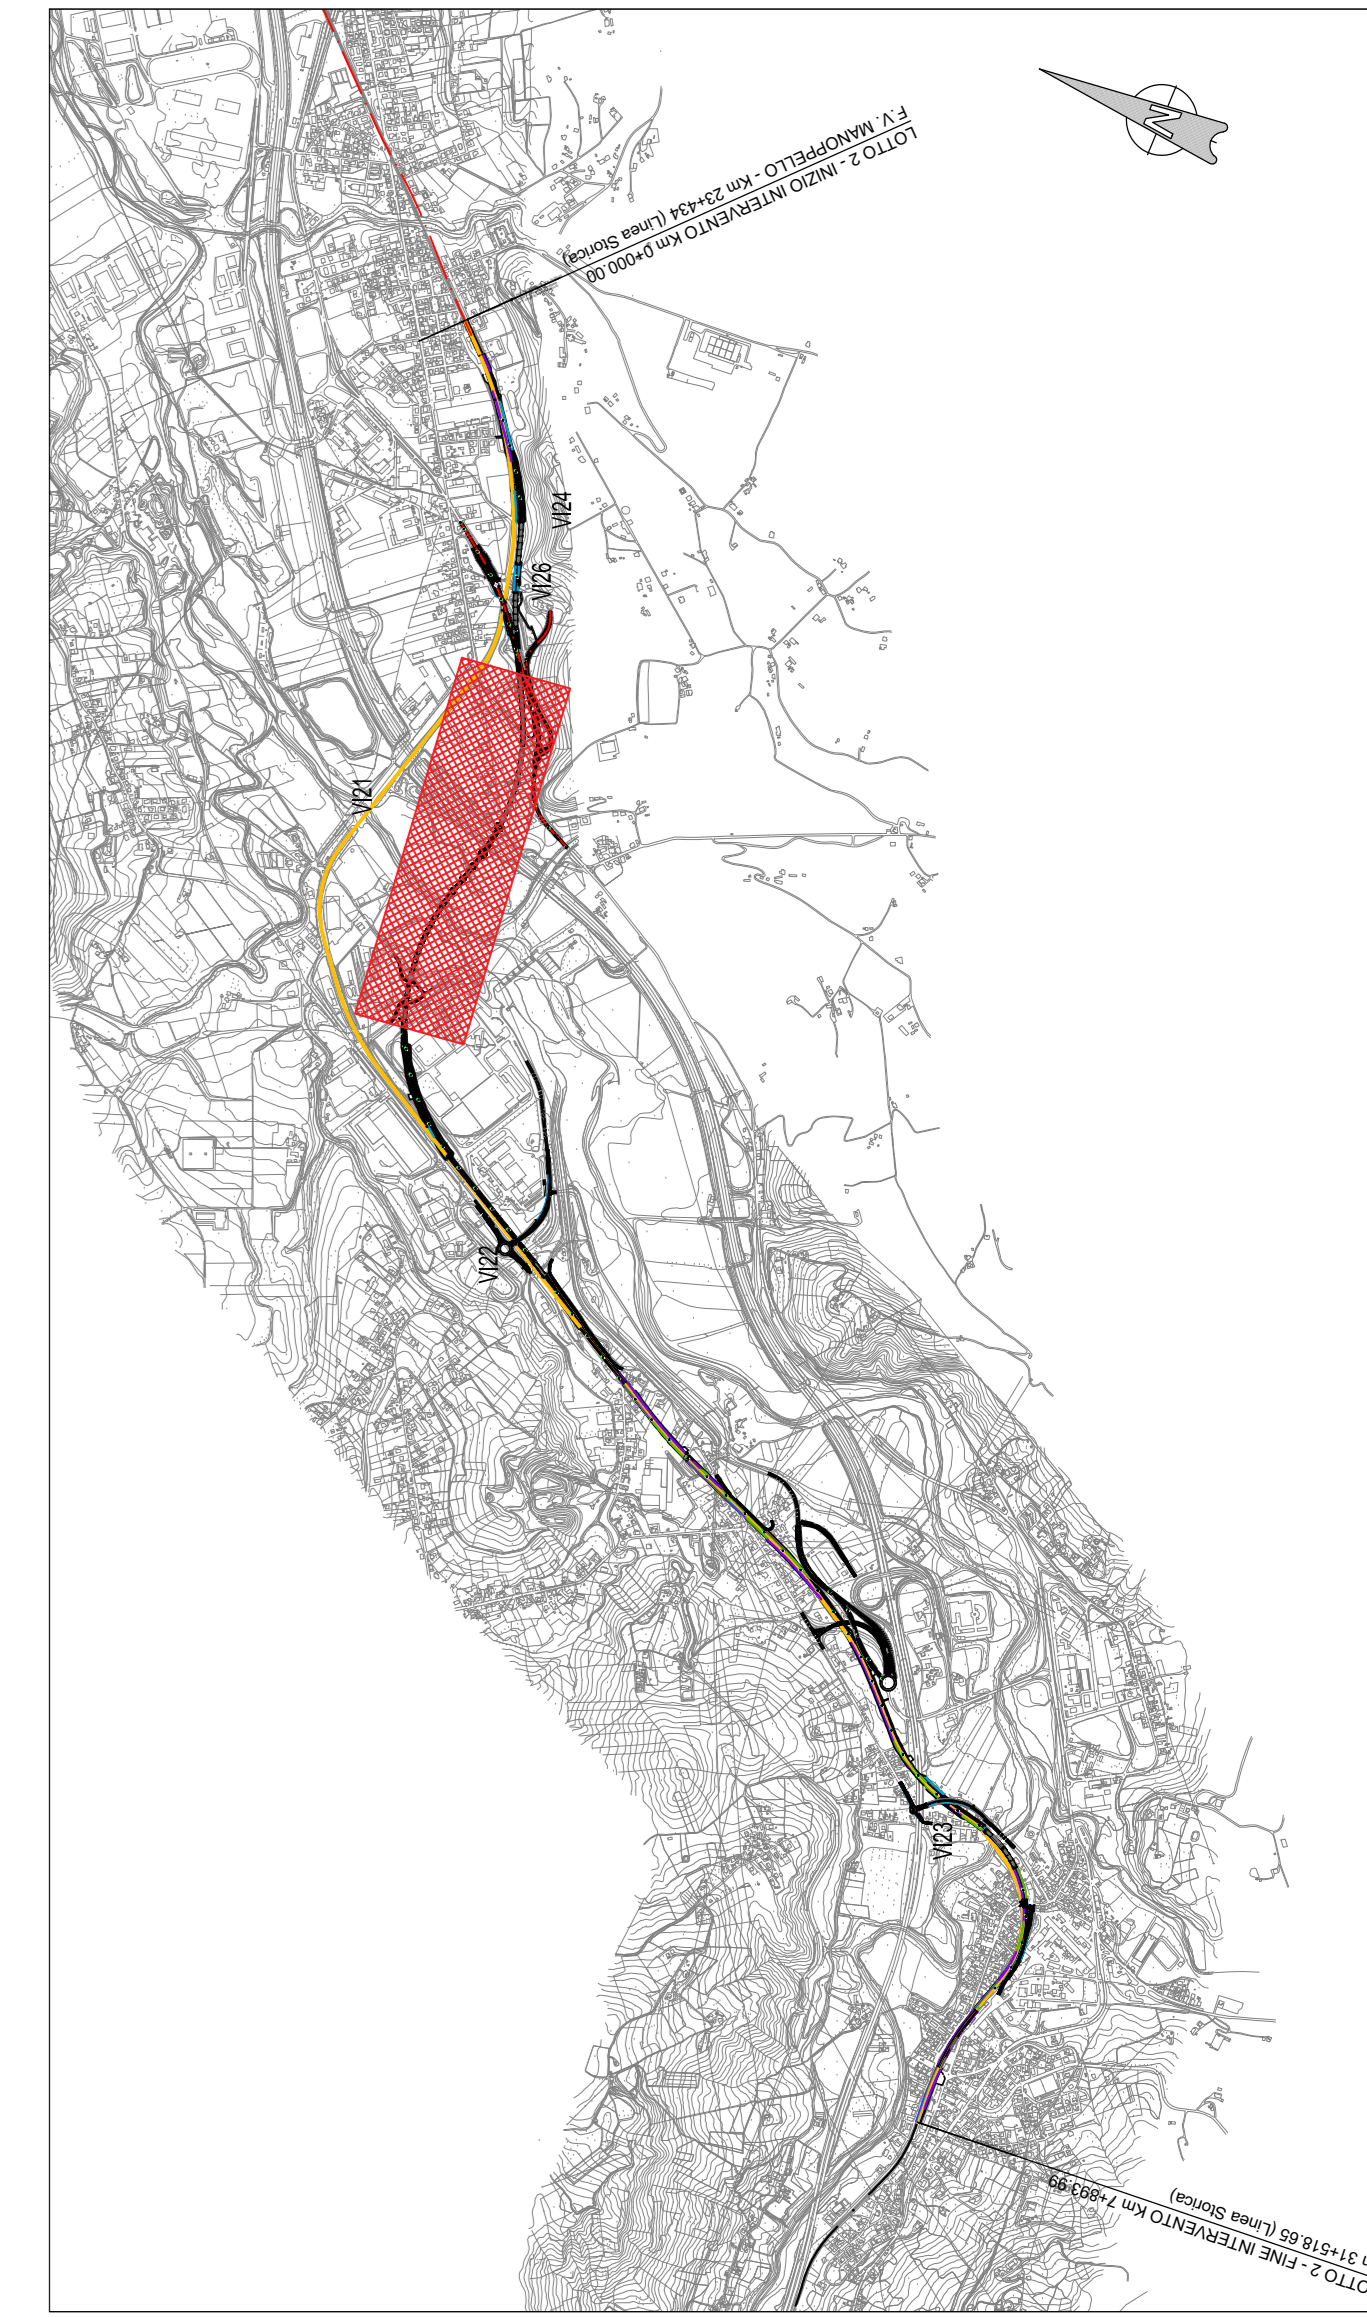 N
LOTTO 2 - INIZIO INTERVENTO Km 0+000.00
F.V. MANOPPELLO - Km 23+434 (Linea Storica)
VI24
VI26
VI21
VI22
VI23
OTTO 2 - FINE INTERVENTO Km 7+893.99
31+518.65 (Linea Storica)